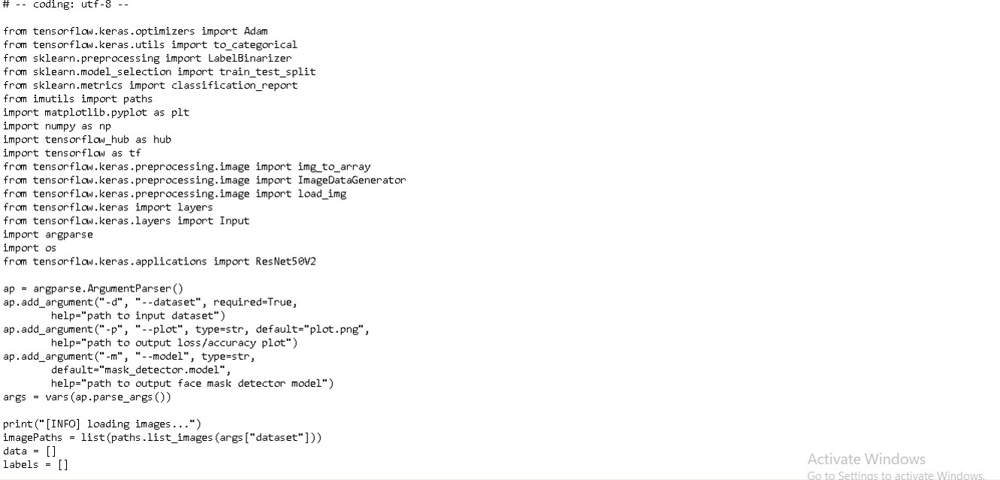 # -- coding: utf-8 --
from tensorflow.keras.optimizers import Adam
from tensorflow.keras.utils import to_categorical
from sklearn.preprocessing import LabelBinarizer
from sklearn.model_selection import train_test_split
from sklearn.metrics import classification_report
from imutils import paths
import matplotlib.pyplot as plt
import numpy as np
import tensorflow_hub as hub
import tensorflow as tf
from tensorflow.keras.preprocessing.image import img_to_array
from tensorflow.keras.preprocessing.image import ImageDataGenerator
from tensorflow.keras.preprocessing.image import load_img
from tensorflow.keras import layers
from tensorflow.keras.layers import Input
import argparse
import os
from tensorflow.keras.applications import ResNet50V2
ap = argparse.ArgumentParser()
ap.add_argument("-d", "--dataset", required=True,
        help="path to input dataset")
ap.add_argument("-p", "--plot", type=str, default="plot.png",
        help="path to output loss/accuracy plot")
ap.add_argument("-m", "--model", type=str,
        default="mask_detector.model",
        help="path to output face mask detector model")
args = vars(ap.parse_args())
print("[INFO] loading images...")
imagePaths = list(paths.list_images(args["dataset"]))
data = []
labels = []
Activate Windows
Go to Settings to activate Windows.